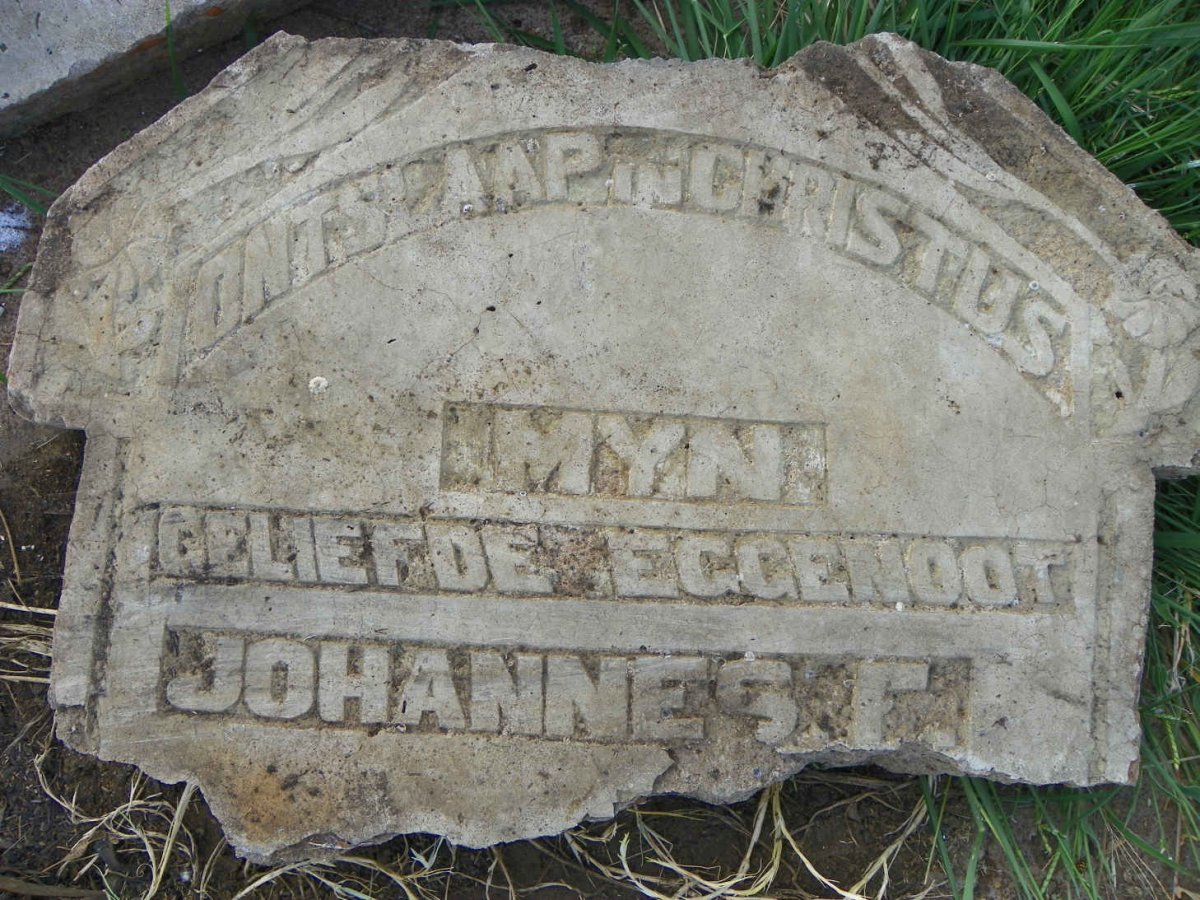 ONTSLAAP IN CHRISTUS
MYN
GELIEFDE EGGENOOT
JOHANNES F.